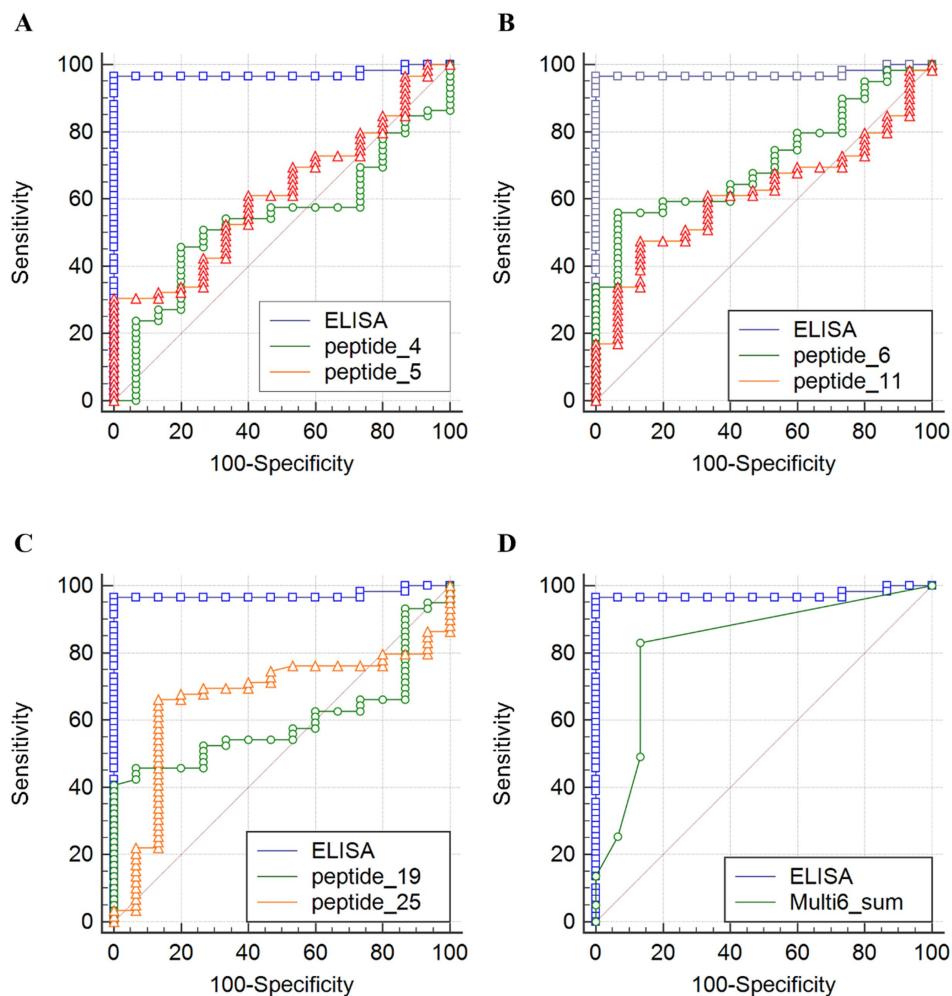 A
B
100
80
60
40
20
0
Sensitivity
0 20 40 60 80 100
100-Specificity
ELISA
peptide_4
peptide_5
100
80
60
40
20
0
Sensitivity
0 20 40 60 80 100
100-Specificity
ELISA
peptide_6
peptide_11
C
D
100
80
60
40
20
0
Sensitivity
0 20 40 60 80 100
100-Specificity
ELISA
peptide_19
peptide_25
100
80
60
40
20
0
Sensitivity
0 20 40 60 80 100
100-Specificity
ELISA
Multi6_sum